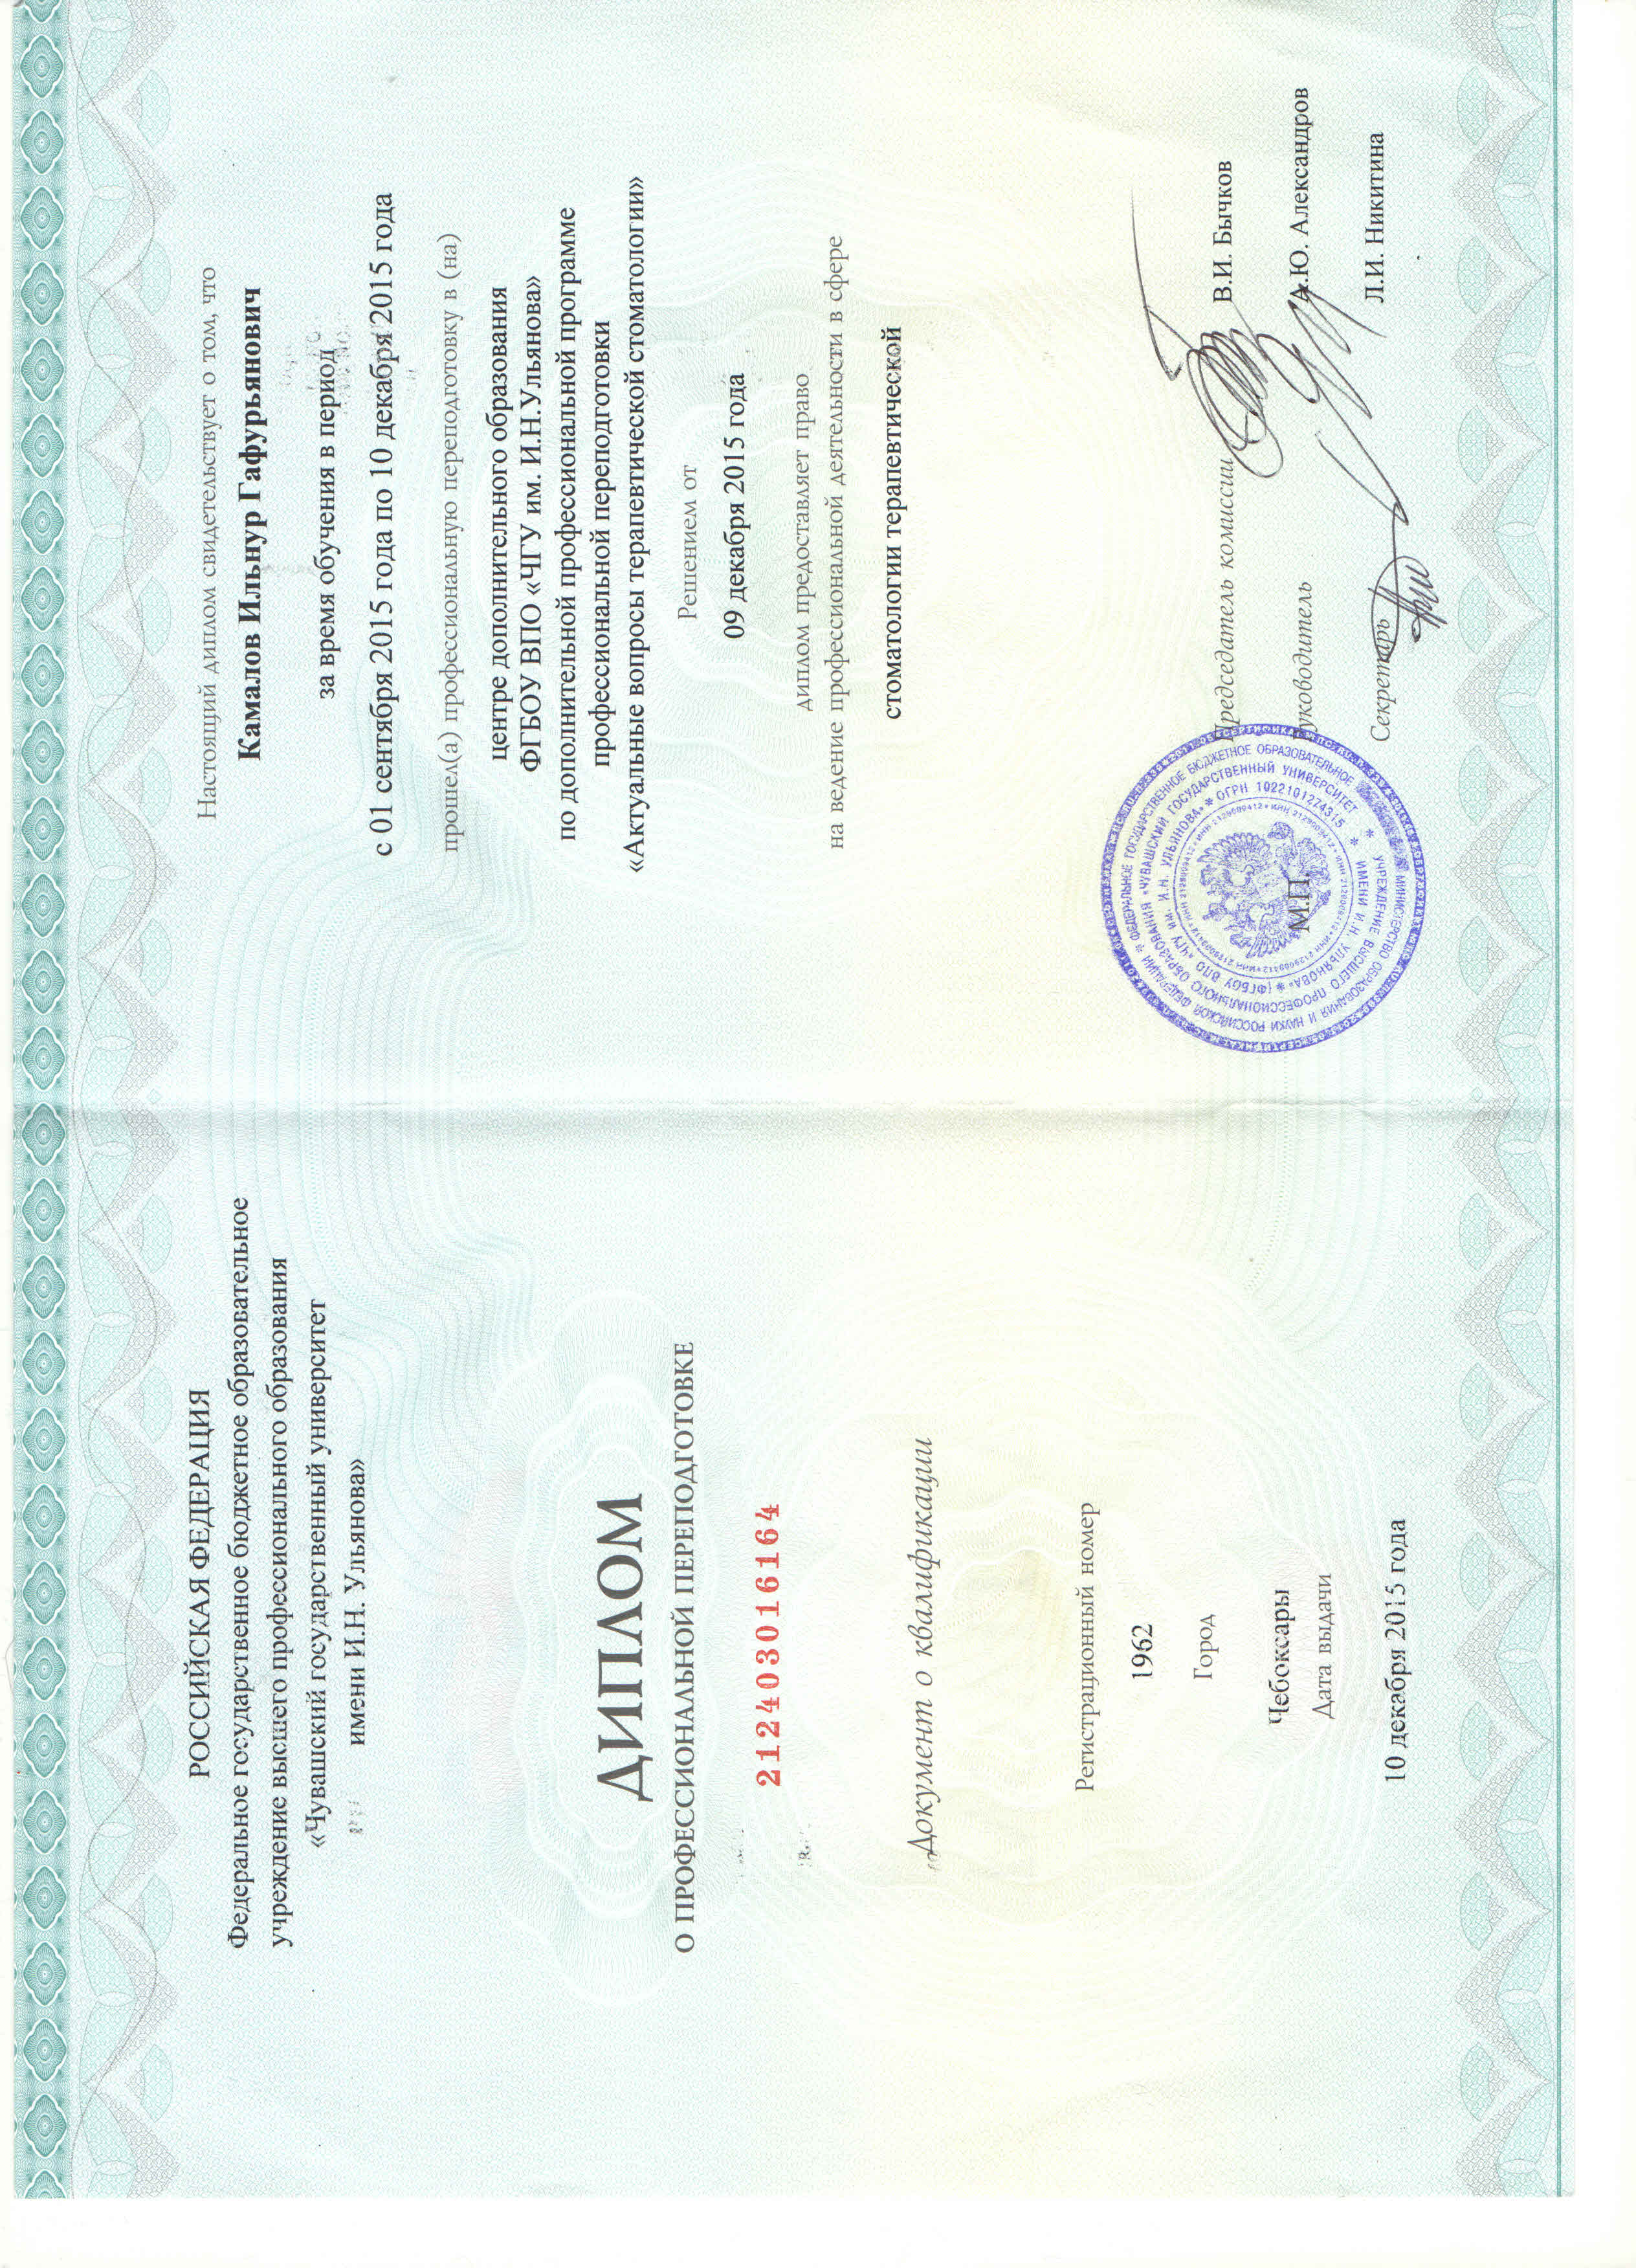 РОССИЙСКАЯ ФЕДЕРАЦИЯ
Федеральное государственное бюджетное образовательное
учреждение высшего профессионального образования
«Чувашский государственный университет
имени И.Н. Ульянова»
ДИПЛОМ
О ПРОФЕССИОНАЛЬНОЙ ПЕРЕПОДГОТОВКЕ
212403016164
Документ о квалификации
Регистрационный номер
1962
Город
Чебоксары
Дата выдачи
10 декабря 2015 года
Настоящий диплом свидетельствует о том, что
Камалов Ильнур Гафурьянович
за время обучения в период
с 01 сентября 2015 года по 10 декабря 2015 года
прошел(а) профессиональную переподготовку в (на)
центре дополнительного образования
ФГБОУ ВПО «ЧГУ им. И.Н.Ульянова»
по дополнительной профессиональной программе
профессиональной переподготовки
«Актуальные вопросы терапевтической стоматологии»
Решением от
09 декабря 2015 года
диплом предоставляет право
на ведение профессиональной деятельности в сфере
стоматологии терапевтической
МИНИСТЕРСТВО ОБРАЗОВАНИЯ И НАУКИ РОССИЙСКОЙ ФЕДЕРАЦИИ * ФЕДЕРАЛЬНОЕ ГОСУДАРСТВЕННОЕ БЮДЖЕТНОЕ ОБРАЗОВАТЕЛЬНОЕ
УЧРЕЖДЕНИЕ ВЫСШЕГО ПРОФЕССИОНАЛЬНОГО ОБРАЗОВАНИЯ «ЧУВАШСКИЙ ГОСУДАРСТВЕННЫЙ УНИВЕРСИТЕТ
ИМЕНИ И.Н. УЛЬЯНОВА» * (ФГБОУ ВПО «ЧГУ им. И.Н. УЛЬЯНОВА» * ОГРН 1022101274315 *
ИНН 2129009412
М.П.
Председатель комиссии В.И. Бычков
Руководитель А.Ю. Александров
Секретарь Л.И. Никитина